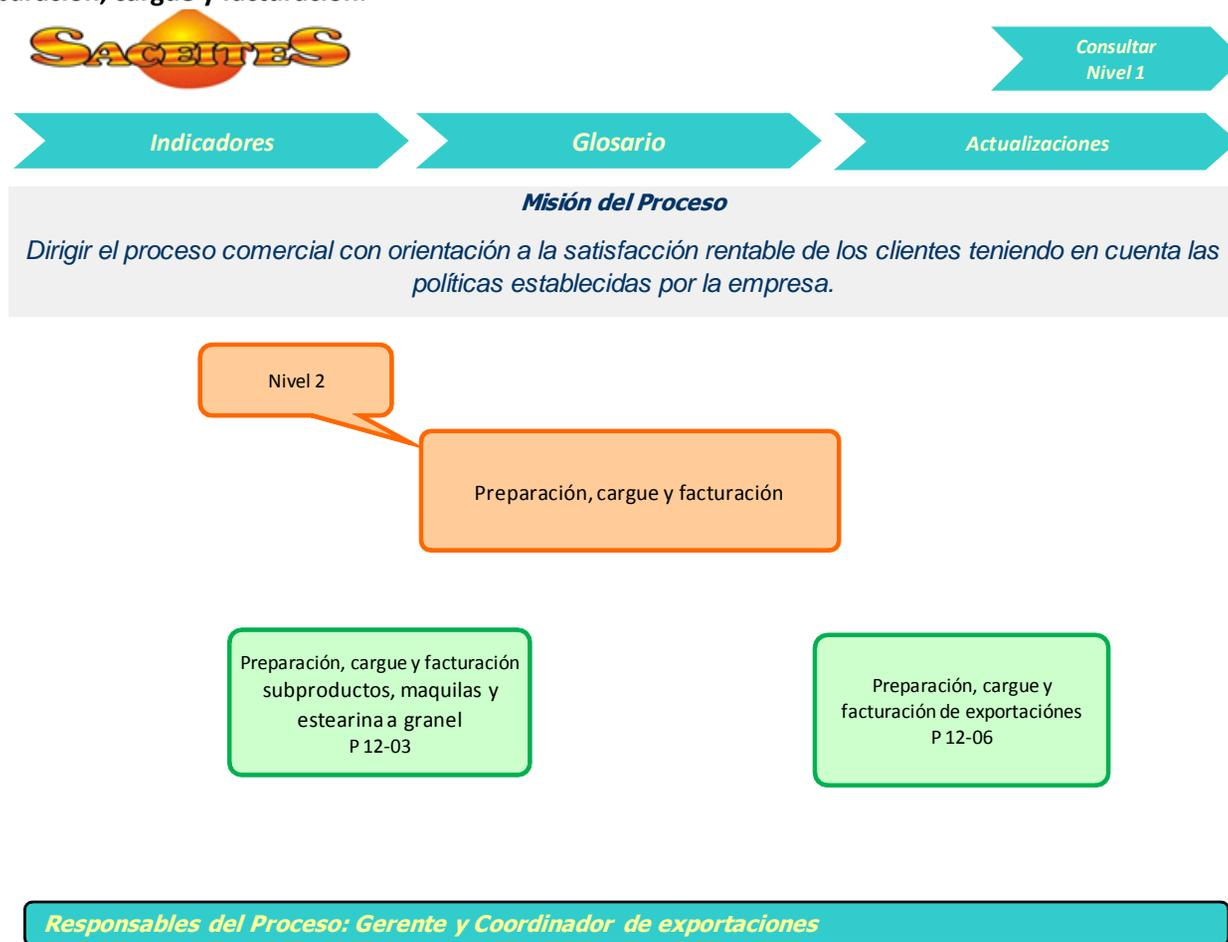 paración, cargue y facturación.
SACEITES
Consultar
Nivel 1
Indicadores
Glosario
Actualizaciones
Misión del Proceso
Dirigir el proceso comercial con orientación a la satisfacción rentable de los clientes teniendo en cuenta las
políticas establecidas por la empresa.
Nivel 2
Preparación, cargue y facturación
Preparación, cargue y facturación
subproductos, maquilas y
estearina a granel
P 12-03
Preparación, cargue y
facturación de exportaciónes
P 12-06
Responsables del Proceso: Gerente y Coordinador de exportaciones